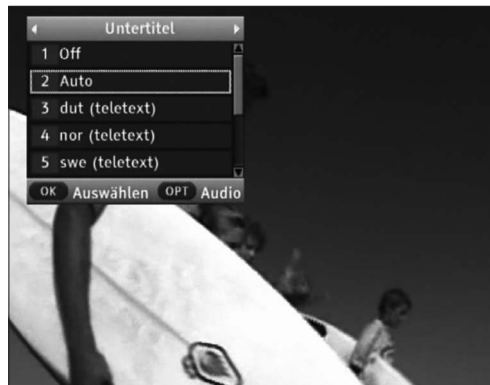 Untertitel
1 Off
2 Auto
3 dut (teletext)
4 nor (teletext)
5 swe (teletext)
OK Auswählen OPT Audio